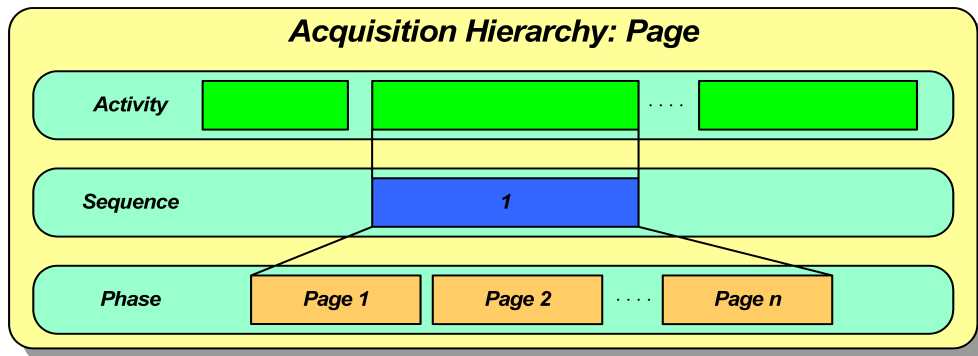 Acquisition Hierarchy: Page
Activity
. . . .
Sequence
1
Phase
Page 1
Page 2
. . . .
Page n